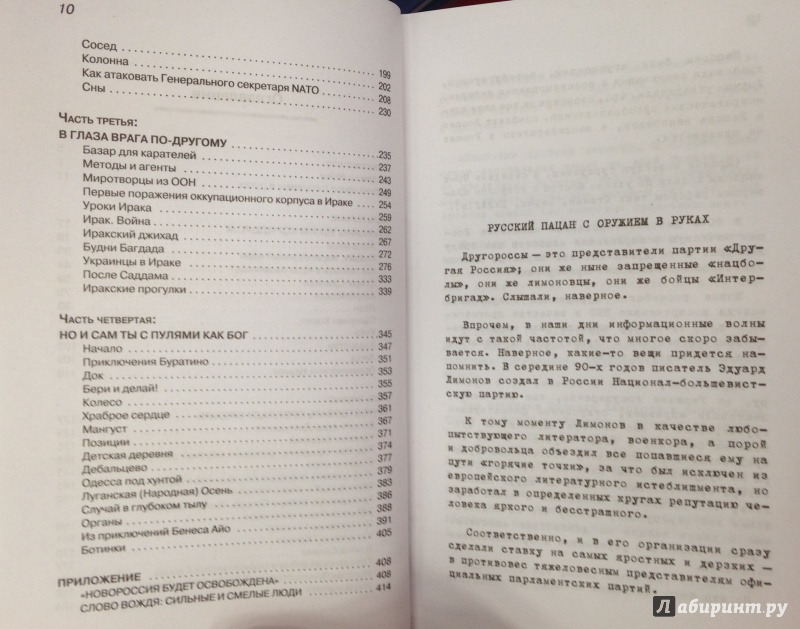 10
Сосед ........ 199
Колонна ........ 202
Как атаковать Генерального секретаря NATO ........ 208
Сны ........ 230
Часть третья:
В ГЛАЗА ВРАГА ПО-ДРУГОМУ ........ 235
Базар для карателей ........ 237
Методы и агенты ........ 243
Миротворцы из ООН ........ 249
Первые поражения оккупационного корпуса в Ираке ........ 254
Уроки Ирака ........ 259
Ирак. Война ........ 262
Иракский джихад ........ 267
Будни Багдада ........ 272
Украинцы в Ираке ........ 276
После Саддама ........ 333
Иракские прогулки ........ 339
Часть четвертая:
НО И САМ ТЫ С ПУЛЯМИ КАК БОГ ........ 345
Начало ........ 347
Приключения Буратино ........ 351
Док ........ 353
Бери и делай! ........ 355
Колесо ........ 357
Храброе сердце ........ 361
Мангуст ........ 367
Позиции ........ 371
Детская деревня ........ 374
Дебальцево ........ 377
Одесса под хунтой ........ 379
Луганская (Народная) Осень ........ 383
Случай в глубоком тылу ........ 386
Органы ........ 388
Из приключений Бенеса Айо ........ 391
Ботинки ........ 405
ПРИЛОЖЕНИЕ ........ 408
«НОВОРОССИЯ БУДЕТ ОСВОБОЖДЕНА» ........ 408
СЛОВО ВОЖДЯ: СИЛЬНЫЕ И СМЕЛЫЕ ЛЮДИ ........ 414
РУССКИЙ ПАЦАН С ОРУЖИЕМ В РУКАХ
Другороссы — это представители партии «Дру-
гая Россия»; они же ныне запрещенные «нацбо-
лы», они же лимоновцы, они же бойцы «Интер-
бригад». Слышали, наверное.
Впрочем, в наши дни информационные волны
идут с такой частотой, что многое скоро забы-
вается. Наверное, какие-то вещи придется на-
помнить. В середине 90-х годов писатель Эдуард
Лимонов создал в России Национал-большевист-
скую партию.
К тому моменту Лимонов в качестве любо-
пытствующего литератора, военкора, а порой
и добровольца объездил все попавшиеся ему на
пути «горячие точки», за что был исключен из
европейского литературного истеблишмента, но
заработал в определенных кругах репутацию че-
ловека яркого и бесстрашного.
Соответственно, и в его организации сразу
сделали ставку на самых яростных и дерзких —
в противовес тяжеловесным представителям офи-
циальных парламентских партий.
Лабиринт.ру